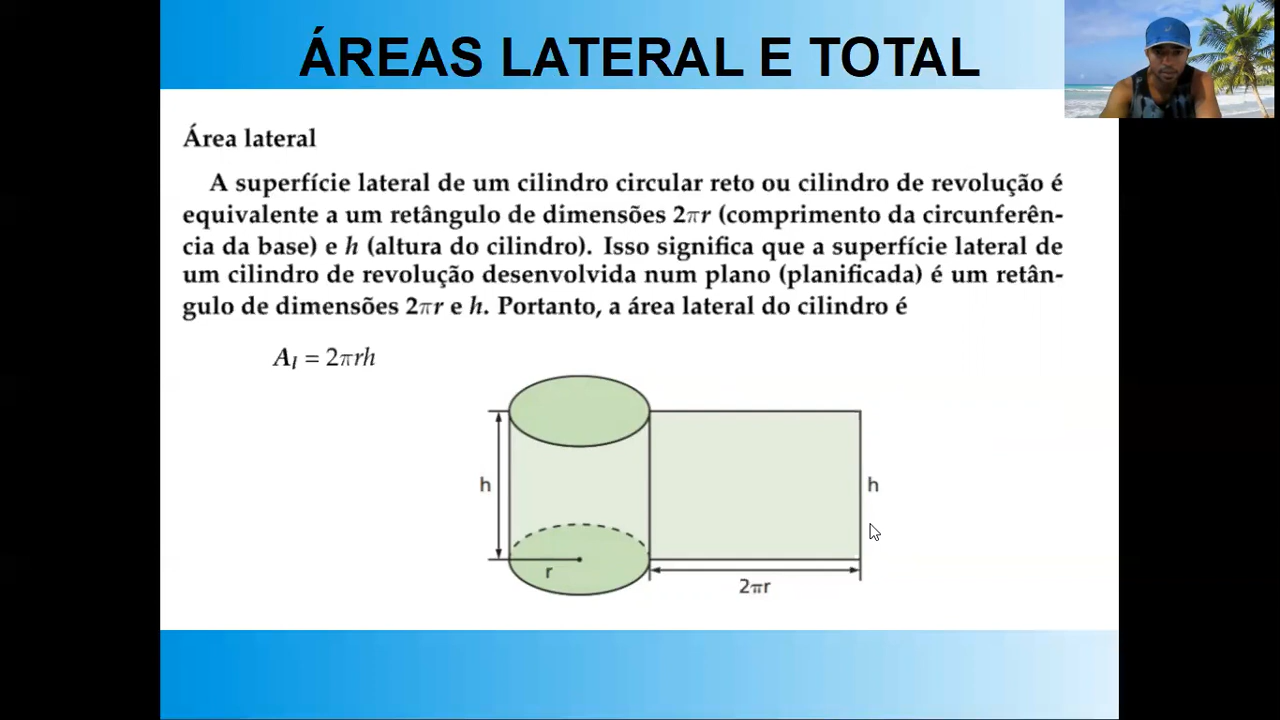 ÁREAS LATERAL E TOTAL
Área lateral
A superfície lateral de um cilindro circular reto ou cilindro de revolução é
equivalente a um retângulo de dimensões 2πr (comprimento da circunferên-
cia da base) e h (altura do cilindro). Isso significa que a superfície lateral de
um cilindro de revolução desenvolvida num plano (planificada) é um retân-
gulo de dimensões 2πr e h. Portanto, a área lateral do cilindro é
Aₗ = 2πrh
h
h
r
2πr